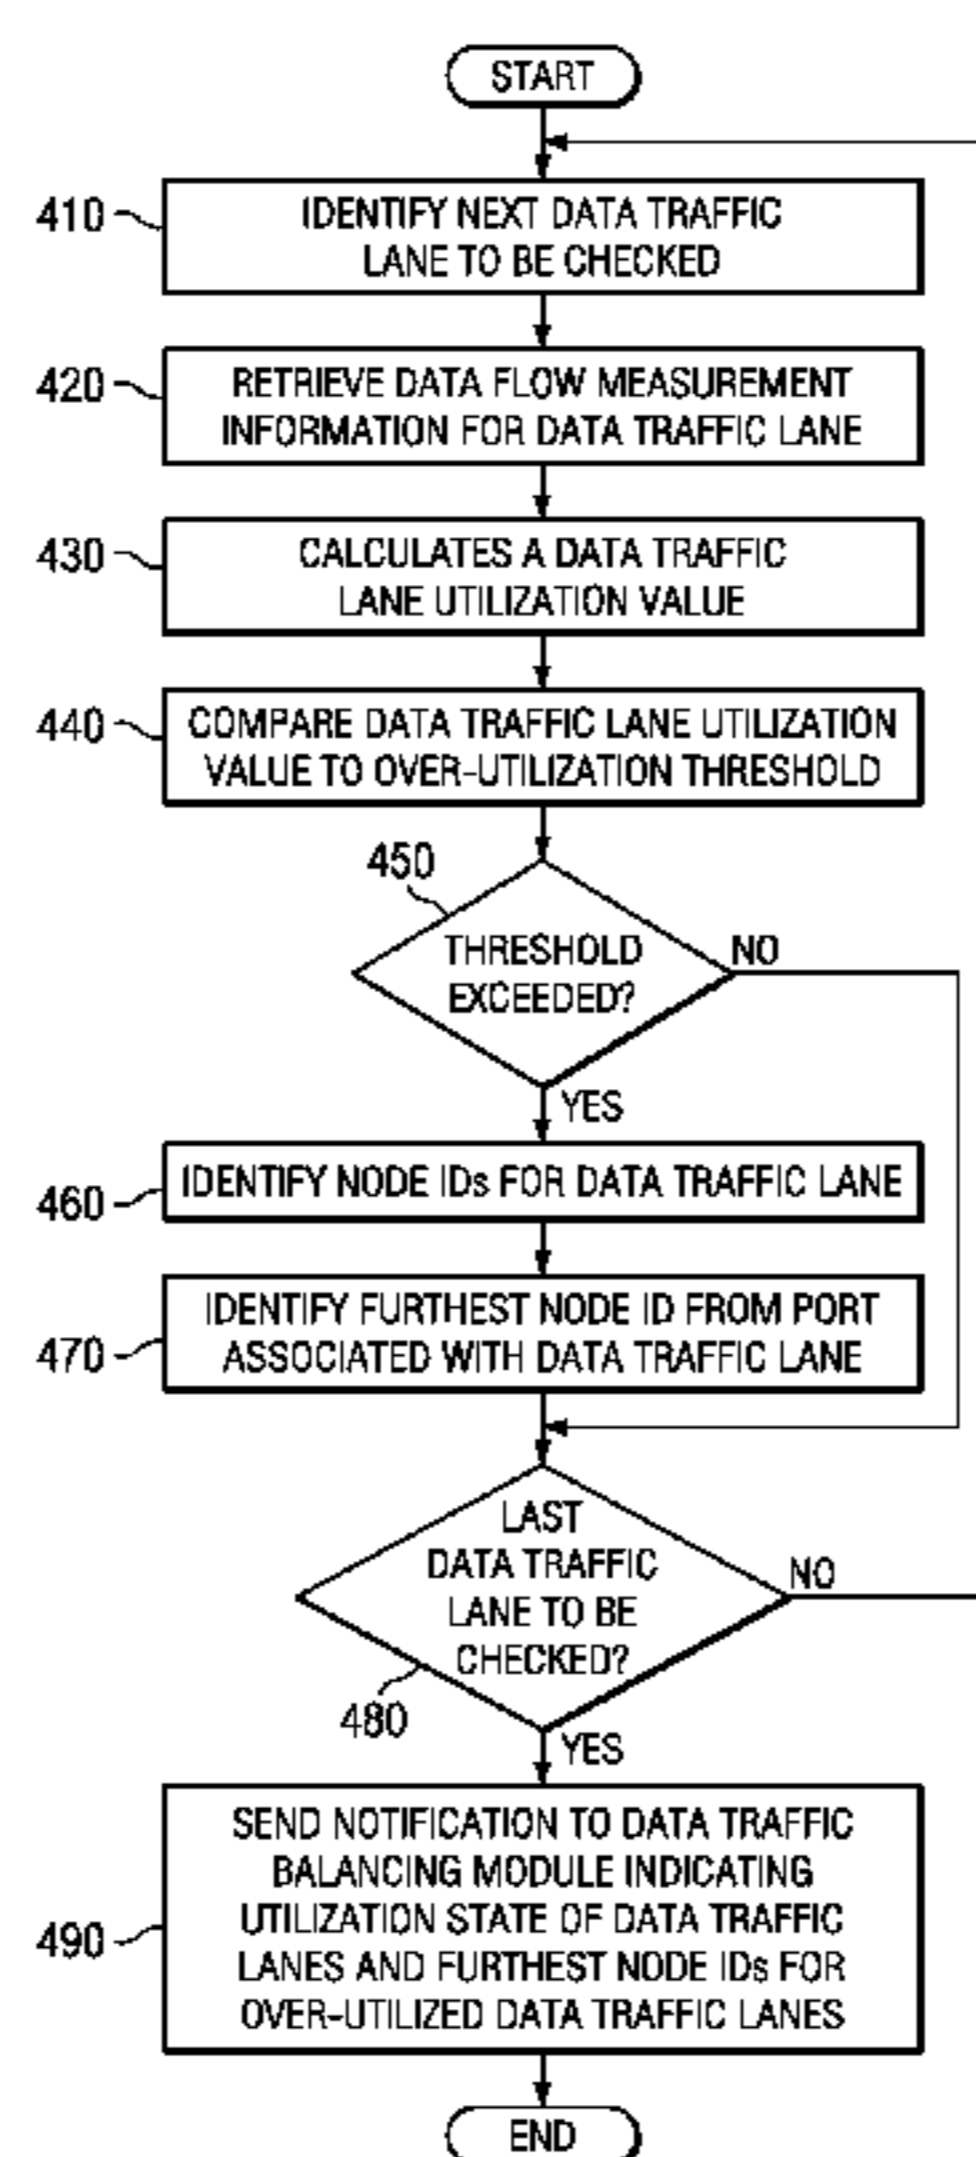 START
410
IDENTIFY NEXT DATA TRAFFIC
LANE TO BE CHECKED
420
RETRIEVE DATA FLOW MEASUREMENT
INFORMATION FOR DATA TRAFFIC LANE
430
CALCULATES A DATA TRAFFIC
LANE UTILIZATION VALUE
440
COMPARE DATA TRAFFIC LANE UTILIZATION
VALUE TO OVER-UTILIZATION THRESHOLD
450
THRESHOLD
EXCEEDED?
NO
YES
460
IDENTIFY NODE IDs FOR DATA TRAFFIC LANE
470
IDENTIFY FURTHEST NODE ID FROM PORT
ASSOCIATED WITH DATA TRAFFIC LANE
LAST
DATA TRAFFIC
LANE TO BE
CHECKED?
NO
480
YES
490
SEND NOTIFICATION TO DATA TRAFFIC
BALANCING MODULE INDICATING
UTILIZATION STATE OF DATA TRAFFIC
LANES AND FURTHEST NODE IDs FOR
OVER-UTILIZED DATA TRAFFIC LANES
END